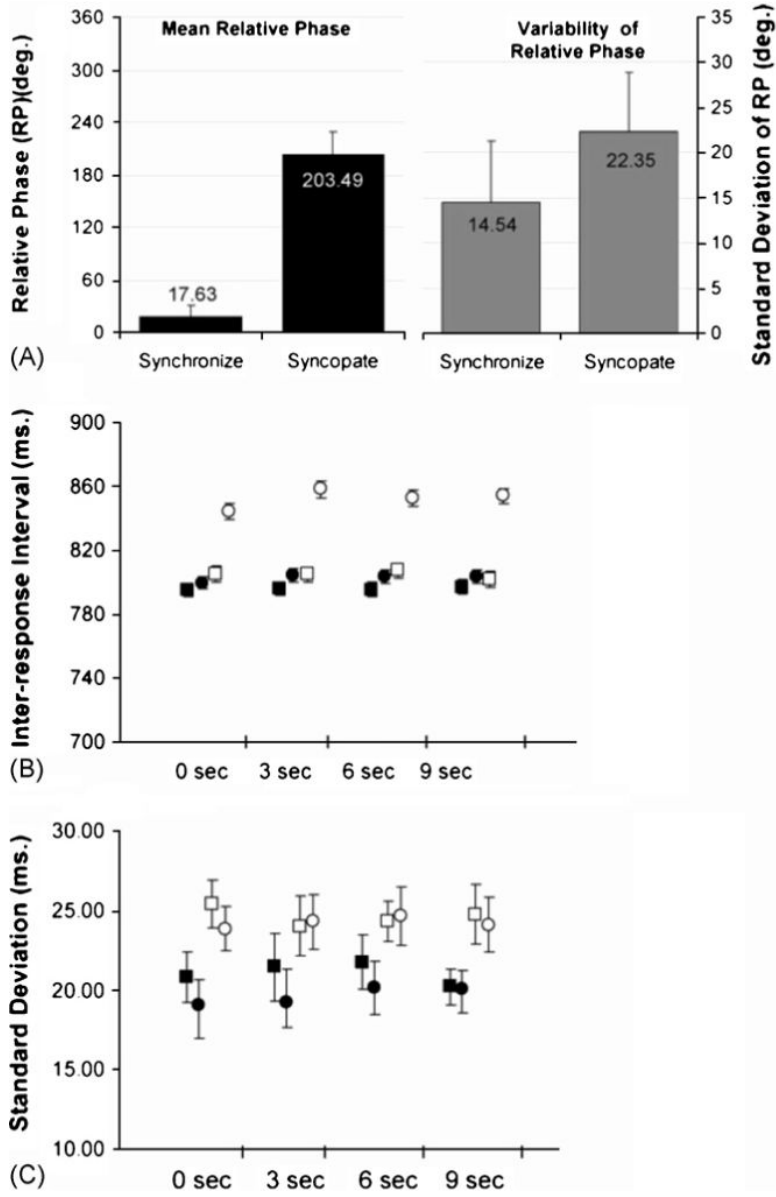 Mean Relative Phase
Variability of
Relative Phase
Relative Phase (RP)(deg.)
360
300
240
180
120
60
0
17.63
203.49
14.54
22.35
35
30
25
20
15
10
5
0
Standard Deviation of RP (deg.)
Synchronize
Syncopate
Synchronize
Syncopate
(A)
Inter-response Interval (ms.)
900
860
820
780
740
700
0 sec 3 sec 6 sec 9 sec
(B)
Standard Deviation (ms.)
30.00
25.00
20.00
15.00
10.00
0 sec 3 sec 6 sec 9 sec
(C)